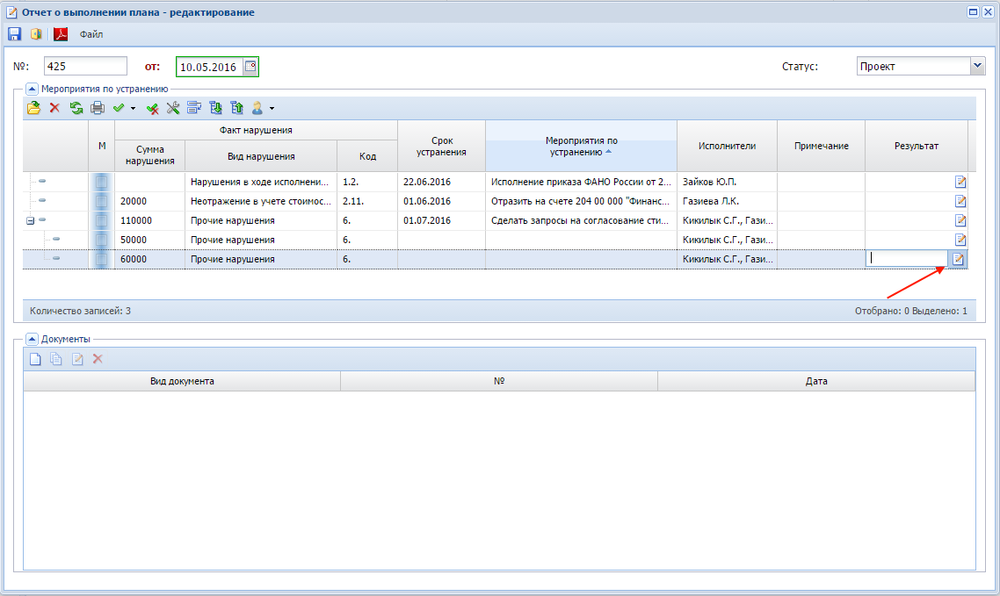 Отчет о выполнении плана - редактирование
Файл
№: 425 от: 10.05.2016 Статус: Проект
Мероприятия по устранению
М Факт нарушения Срок устранения Мероприятия по устранению Исполнители Примечание Результат
Сумма нарушения Вид нарушения Код
Нарушения в ходе исполнени... 1.2. 22.06.2016 Исполнение приказа ФАНО России от 2... Зайков Ю.П.
20000 Неотражение в учете стоимос... 2.11. 01.06.2016 Отразить на счете 204 00 000 "Финанс... Газиева Л.К.
110000 Прочие нарушения 6. 01.07.2016 Сделать запросы на согласование сти... Кикилык С.Г., Гази...
50000 Прочие нарушения 6. Кикилык С.Г., Гази...
60000 Прочие нарушения 6. Кикилык С.Г., Гази...
Количество записей: 3 Отобрано: 0 Выделено: 1
Документы
Вид документа № Дата